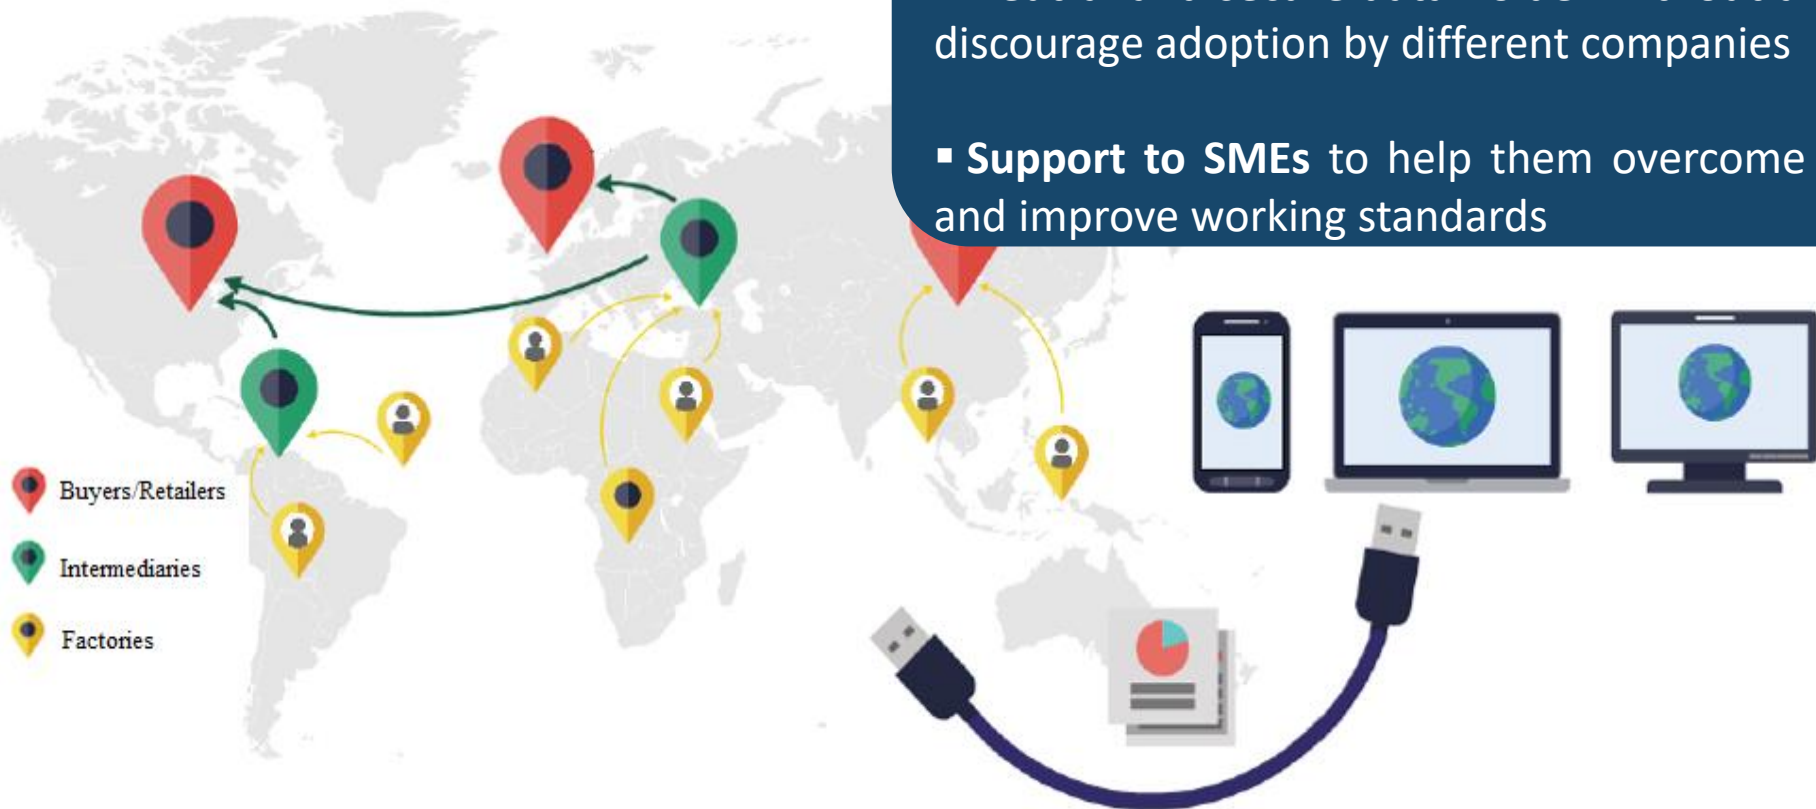 discourage adoption by different companies
▪ Support to SMEs to help them overcome
and improve working standards
Buyers/Retailers
Intermediaries
Factories